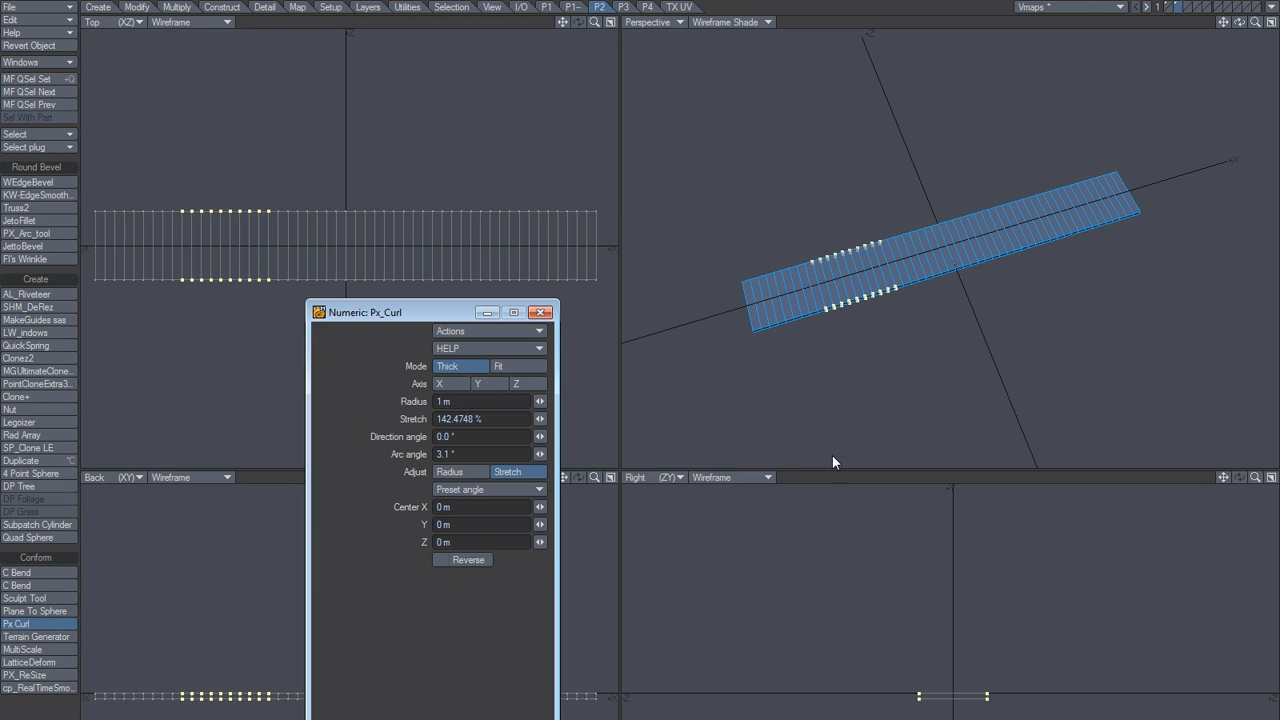 File Create Modify Multiply Construct Detail Map Setup Layers Utilities Selection View I/O P1 P1-- P2 P3 P4 TX UV Vmaps 1
Edit
Top (XZ) Wireframe
Perspective Wireframe Shade
Help
Revert Object
Windows
MF QSel Set +Q
MF QSel Next
MF QSel Prev
Sel With Part
Select
Select plug
Round Bevel
WEdgeBevel
KW-EdgeSmooth...
Truss2
JetoFillet
PX_Arc_tool
JettoBevel
FI's Wrinkle
Create
AL_Riveteer
SHM_DeRez
MakeGuides sas
LW_indows
QuickSpring
Clonez2
MGUltimateClone...
PointCloneExtra3...
Clone+
Nut
Legoizer
Rad Array
SP_Clone LE
Duplicate ℃
4 Point Sphere
DP Tree
DP Foliage
DP Grass
Subpatch Cylinder
Quad Sphere
Conform
C Bend
C Bend
Sculpt Tool
Plane To Sphere
Px Curl
Terrain Generator
MultiScale
LatticeDeform
PX_ReSize
cp_RealTimeSmo...
Numeric: Px_Curl
Actions
HELP
Mode Thick Fit
Axis X Y Z
Radius 1 m
Stretch 142.4748 %
Direction angle 0.0 °
Arc angle 3.1 °
Adjust Radius Stretch
Preset angle
Center X 0 m
Y 0 m
Z 0 m
Reverse
Back (XY) Wireframe
Right (ZY) Wireframe